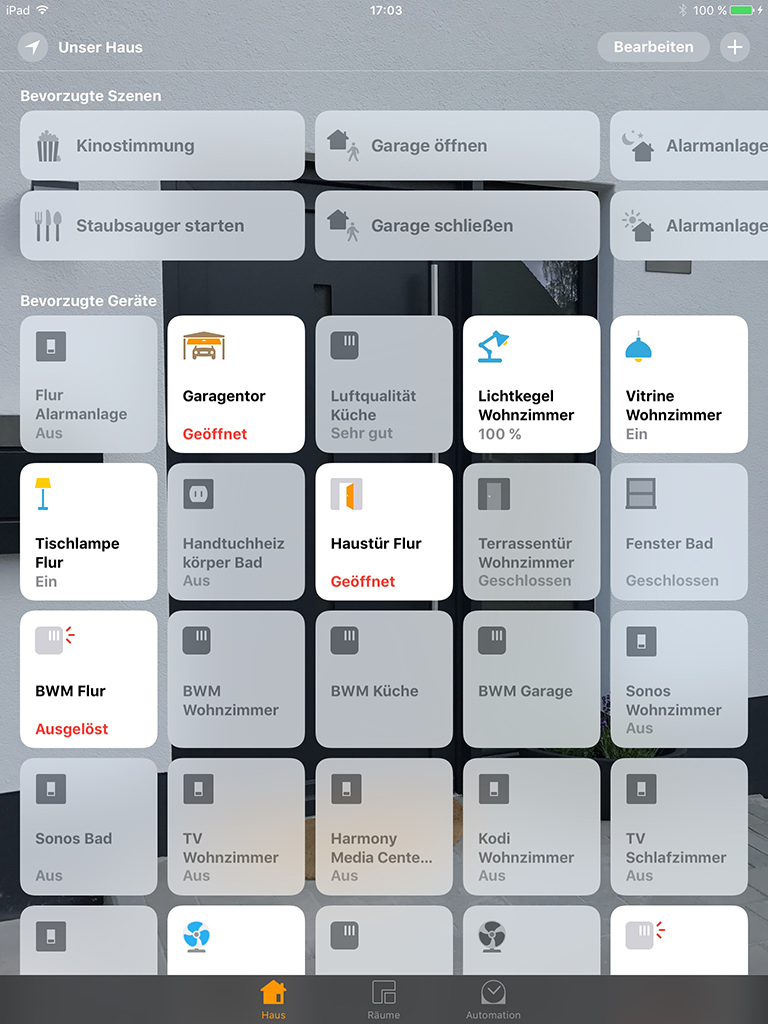 iPad
17:03
100 %
Unser Haus
Bearbeiten
Bevorzugte Szenen
Kinostimmung
Garage öffnen
Alarmanlage
Staubsauger starten
Garage schließen
Alarmanlage
Bevorzugte Geräte
Flur
Alarmanlage
Aus
Garagentor
Geöffnet
Luftqualität
Küche
Sehr gut
Lichtkegel
Wohnzimmer
100 %
Vitrine
Wohnzimmer
Ein
Tischlampe
Flur
Ein
Handtuchheiz
körper Bad
Aus
Haustür Flur
Geöffnet
Terrassentür
Wohnzimmer
Geschlossen
Fenster Bad
Geschlossen
BWM Flur
Ausgelöst
BWM
Wohnzimmer
BWM Küche
BWM Garage
Sonos
Wohnzimmer
Aus
Sonos Bad
Aus
TV
Wohnzimmer
Aus
Harmony
Media Cente...
Aus
Kodi
Wohnzimmer
Aus
TV
Schlafzimmer
Aus
Haus
Räume
Automation